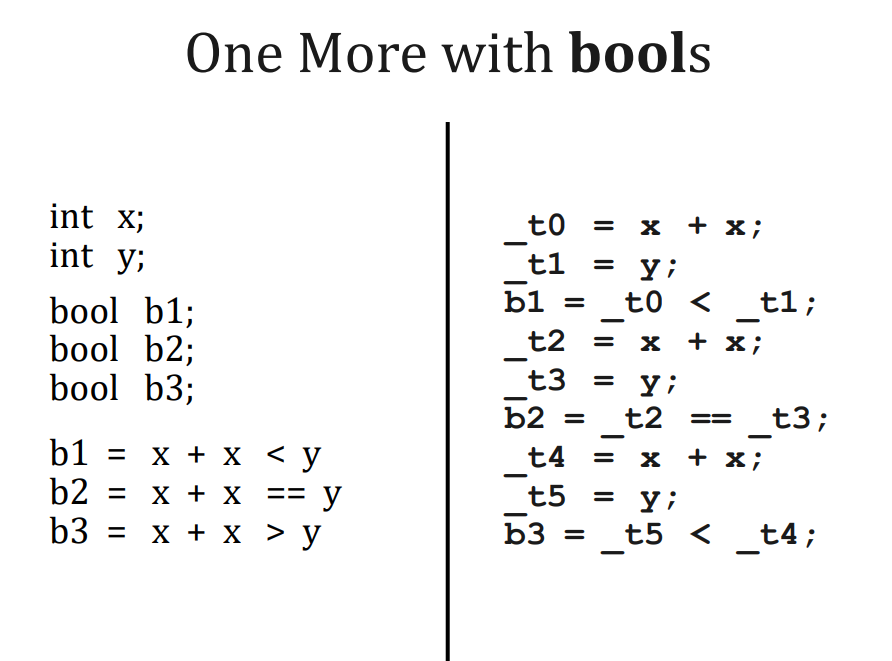 One More with bools
int x;
int y;
bool b1;
bool b2;
bool b3;
b1 = x + x < y
b2 = x + x == y
b3 = x + x > y
_t0 = x + x;
_t1 = y;
b1 = _t0 < _t1;
_t2 = x + x;
_t3 = y;
b2 = _t2 == _t3;
_t4 = x + x;
_t5 = y;
b3 = _t5 < _t4;